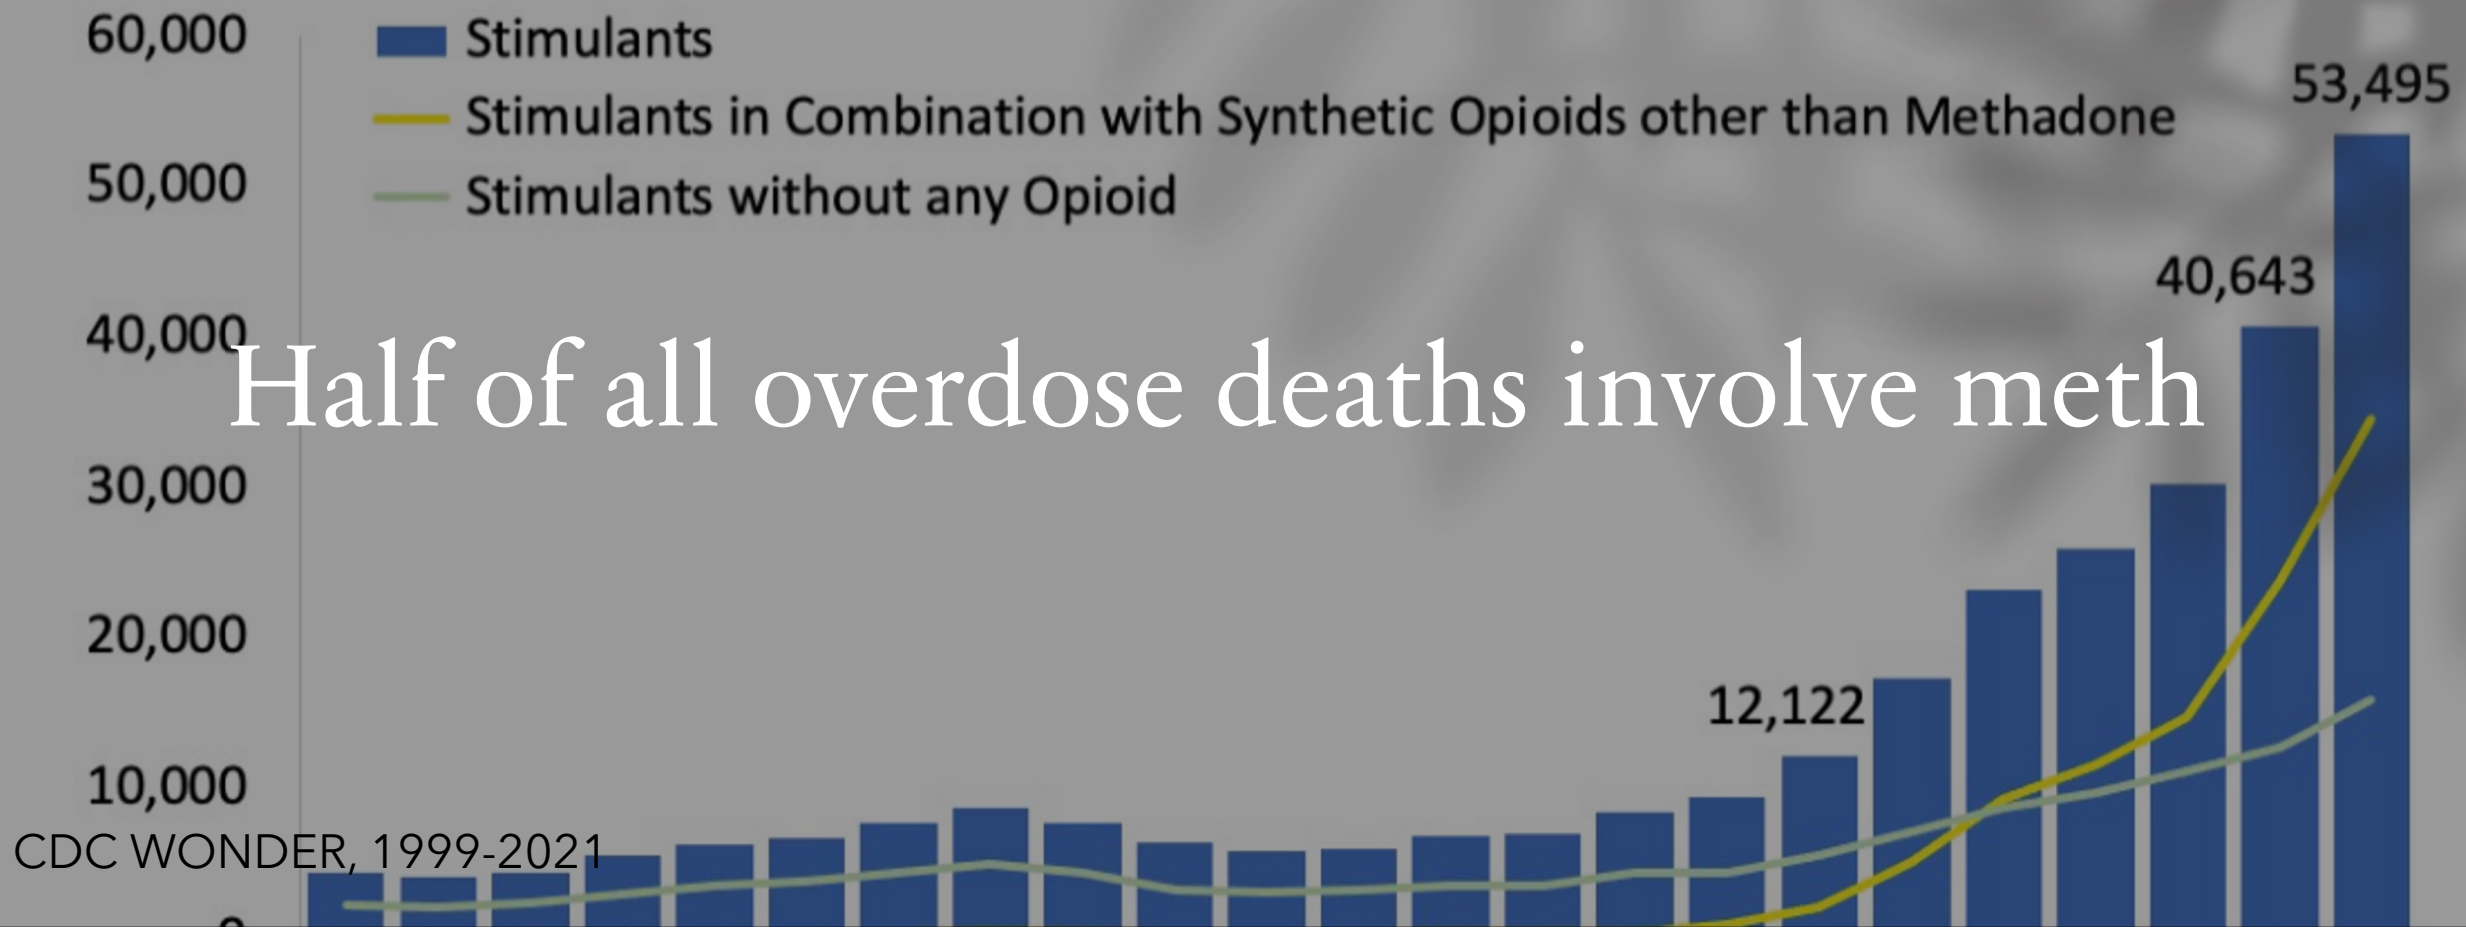 60,000
Stimulants
53,495
Stimulants in Combination with Synthetic Opioids other than Methadone
50,000
Stimulants without any Opioid
40,643
40,000
Half of all overdose deaths involve meth
30,000
20,000
12,122
10,000
CDC WONDER, 1999-2021
0